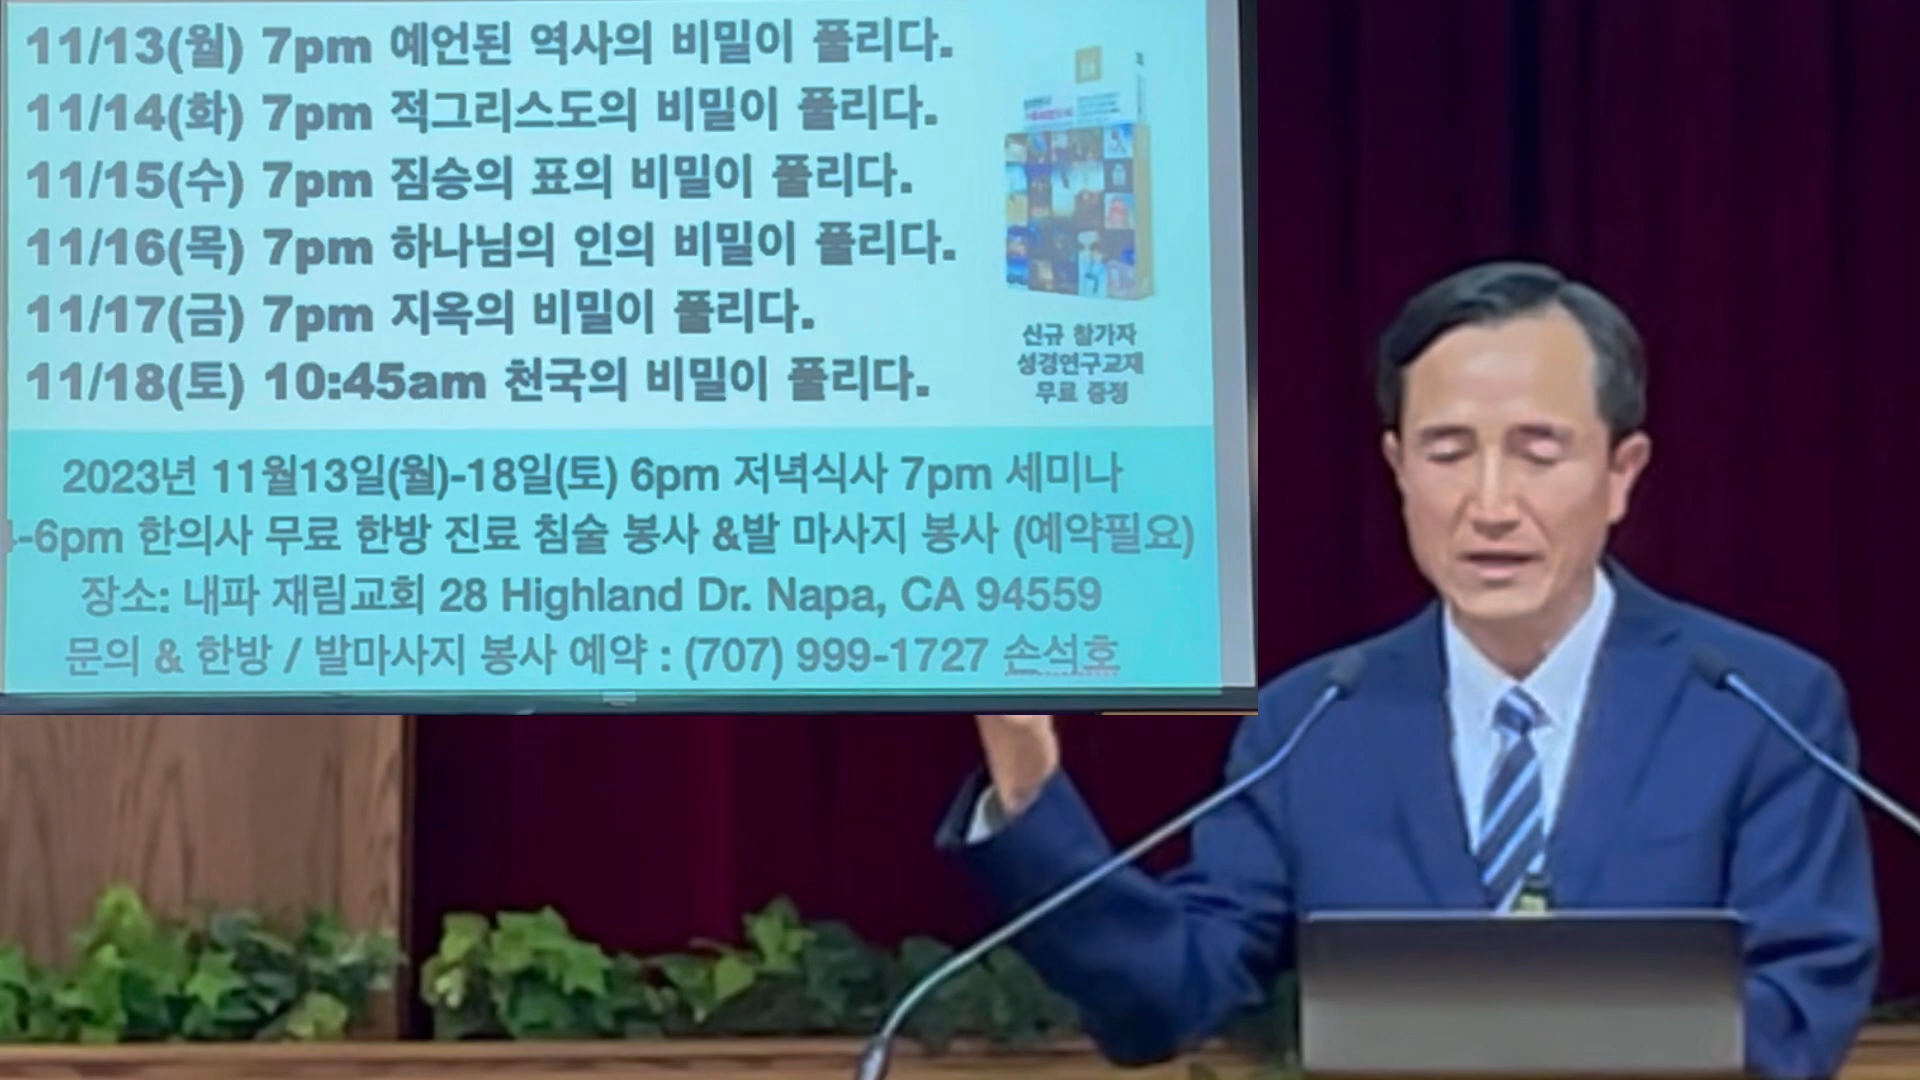 11/13(월) 7pm 예언된 역사의 비밀이 풀리다.
11/14(화) 7pm 적그리스도의 비밀이 풀리다.
11/15(수) 7pm 짐승의 표의 비밀이 풀리다.
11/16(목) 7pm 하나님의 인의 비밀이 풀리다.
11/17(금) 7pm 지옥의 비밀이 풀리다.
11/18(토) 10:45am 천국의 비밀이 풀리다.
신규 참가자
성경연구교재
무료 증정
2023년 11월13일(월)-18일(토) 6pm 저녁식사 7pm 세미나
-6pm 한의사 무료 한방 진료 침술 봉사 &발 마사지 봉사 (예약필요)
장소: 내파 재림교회 28 Highland Dr. Napa, CA 94559
문의 & 한방 / 발마사지 봉사 예약 : (707) 999-1727 손석호